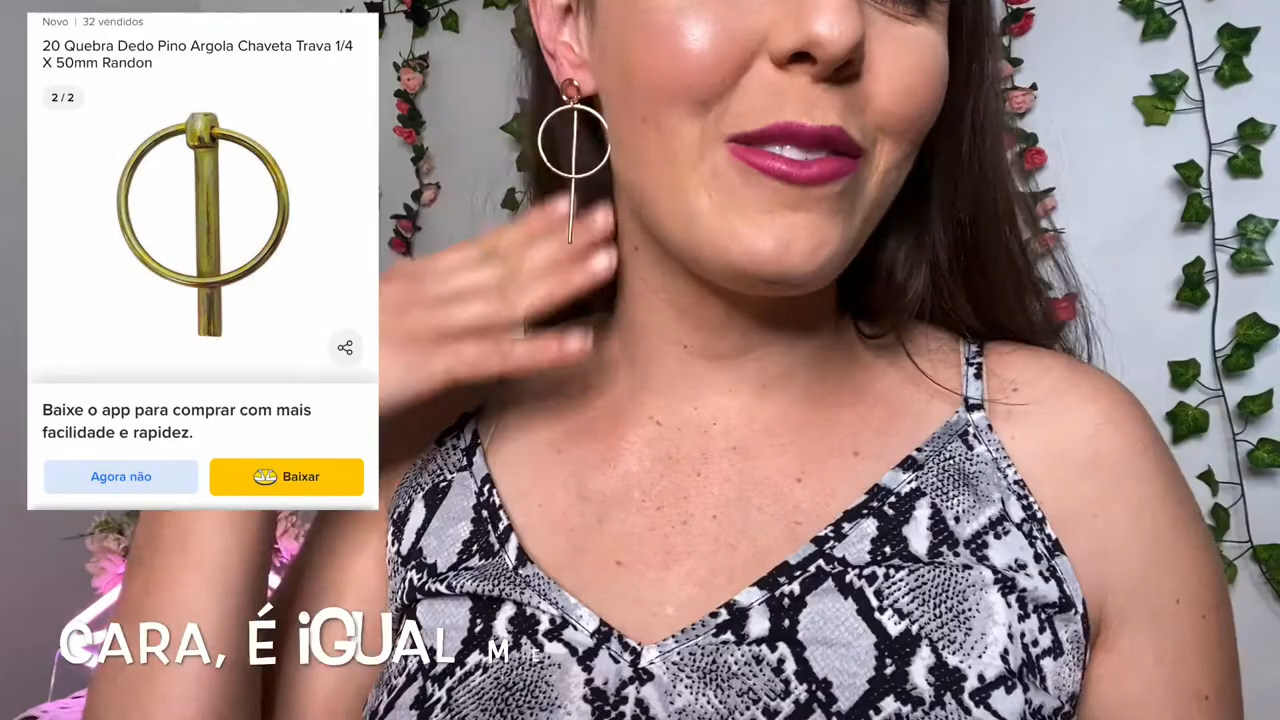 Novo | 32 vendidos
20 Quebra Dedo Pino Argola Chaveta Trava 1/4
X 50mm Randon
2 / 2
Baixe o app para comprar com mais
facilidade e rapidez.
Agora não
Baixar
CARA, É iGUAL M E